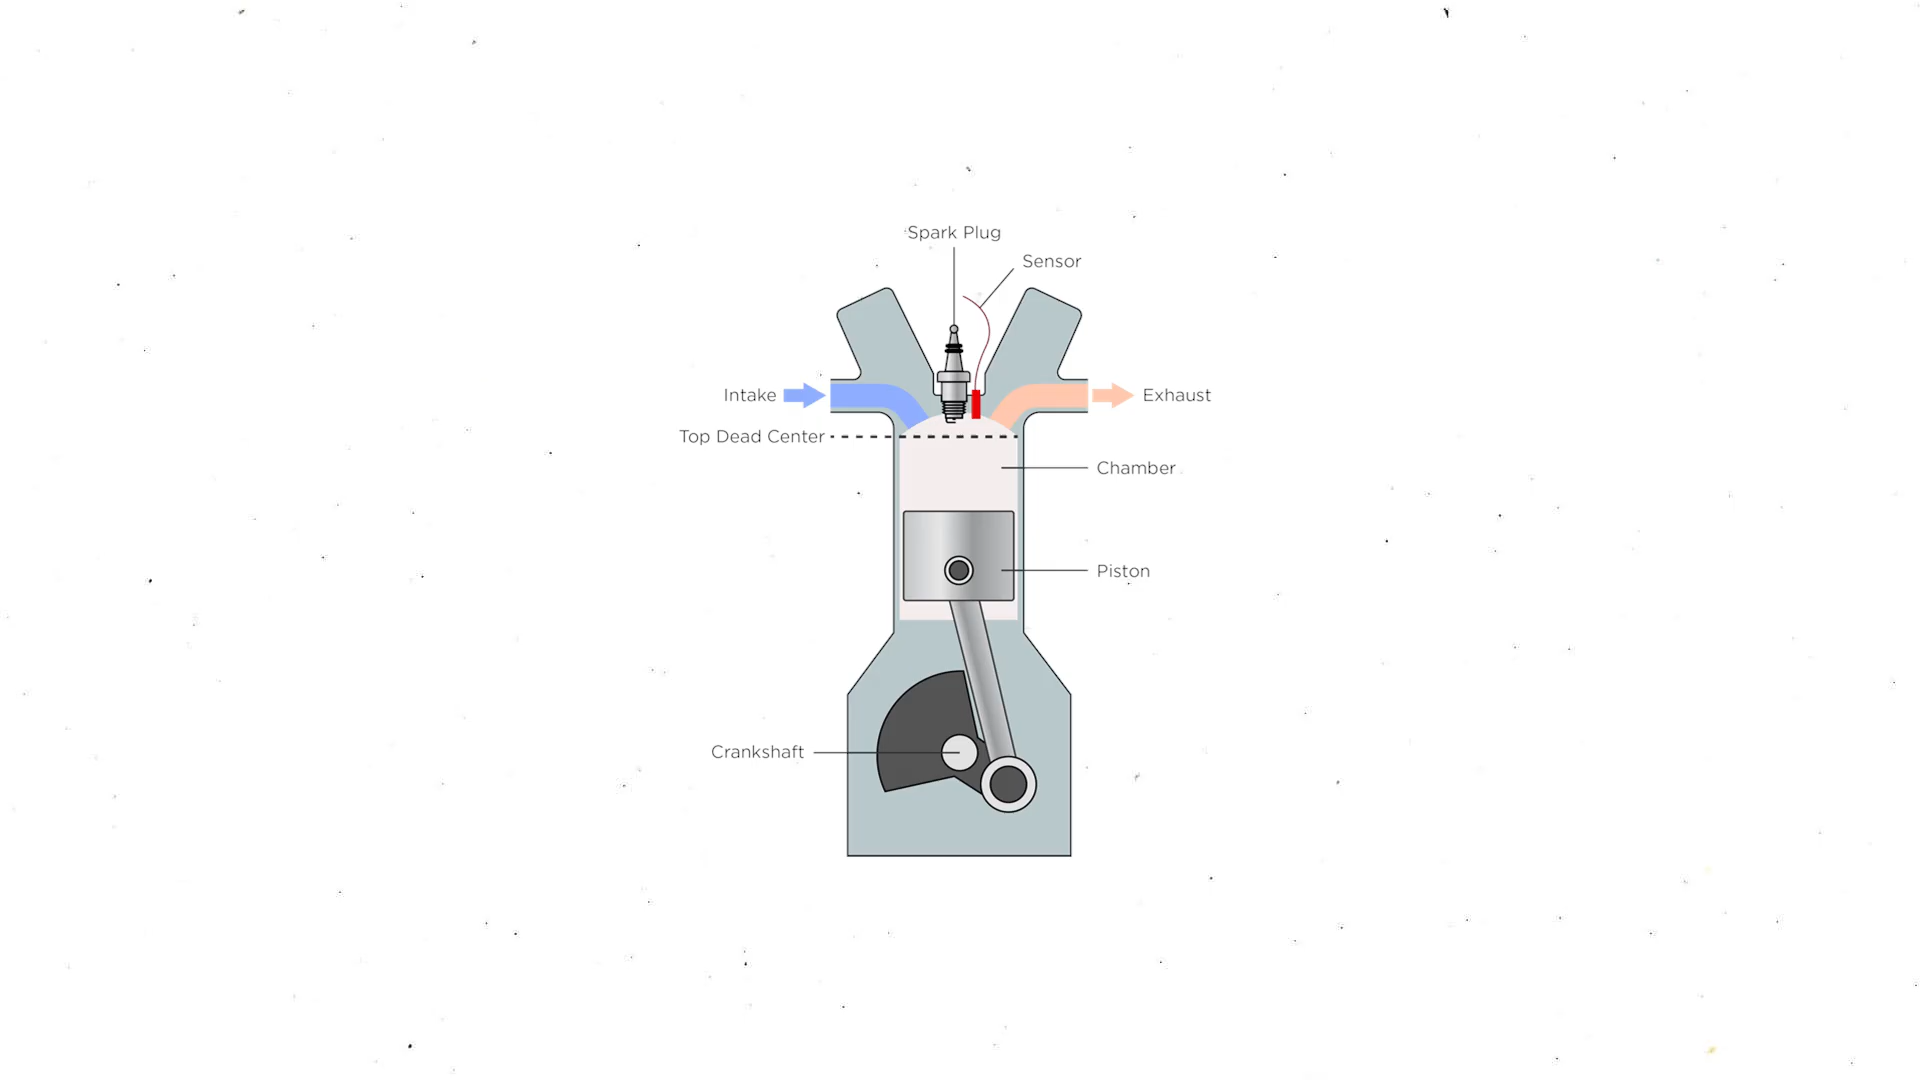 Spark Plug
Sensor
Intake
Exhaust
Top Dead Center
Chamber
Piston
Crankshaft